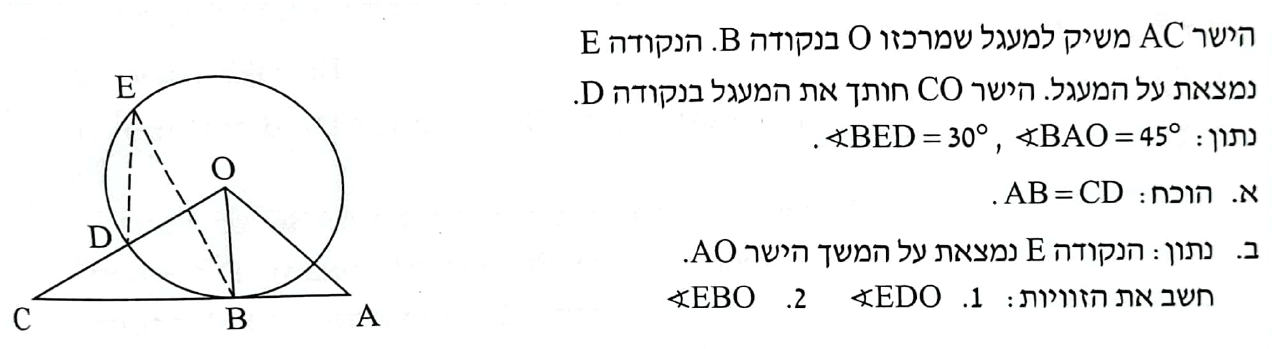 הישר AC משיק למעגל שמרכזו O בנקודה B. הנקודה E
נמצאת על המעגל. הישר CO חותך את המעגל בנקודה D.
נתון: ∢BED = 30° , ∢BAO = 45° .
א. הוכח: AB = CD .
ב. נתון: הנקודה E נמצאת על המשך הישר AO.
חשב את הזוויות: 1. ∢EDO 2. ∢EBO
E
O
D
C
B
A